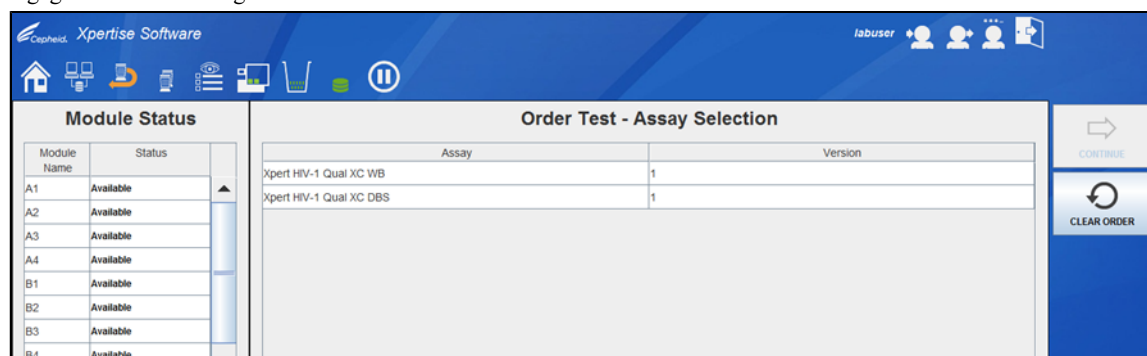 Cepheid. Xpertise Software
labuser
Module Status
Module Name
Status
A1 Available
A2 Available
A3 Available
A4 Available
B1 Available
B2 Available
B3 Available
B4 Available
Order Test - Assay Selection
Assay Version
Xpert HIV-1 Qual XC WB 1
Xpert HIV-1 Qual XC DBS 1
CONTINUE
CLEAR ORDER